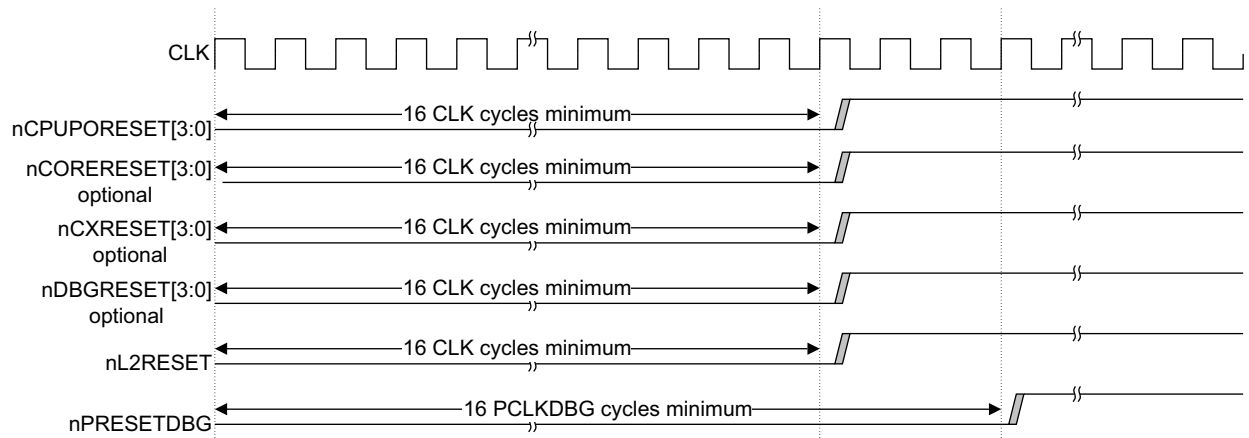 CLK
nCPUPORESET[3:0]
16 CLK cycles minimum
nCORERESET[3:0]
optional
16 CLK cycles minimum
nCXRESET[3:0]
optional
16 CLK cycles minimum
nDBGRESET[3:0]
optional
16 CLK cycles minimum
nL2RESET
16 CLK cycles minimum
nPRESETDBG
16 PCLKDBG cycles minimum